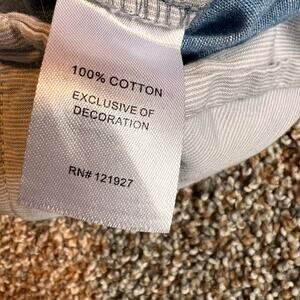 100% COTTON
EXCLUSIVE OF
DECORATION
RN# 121927